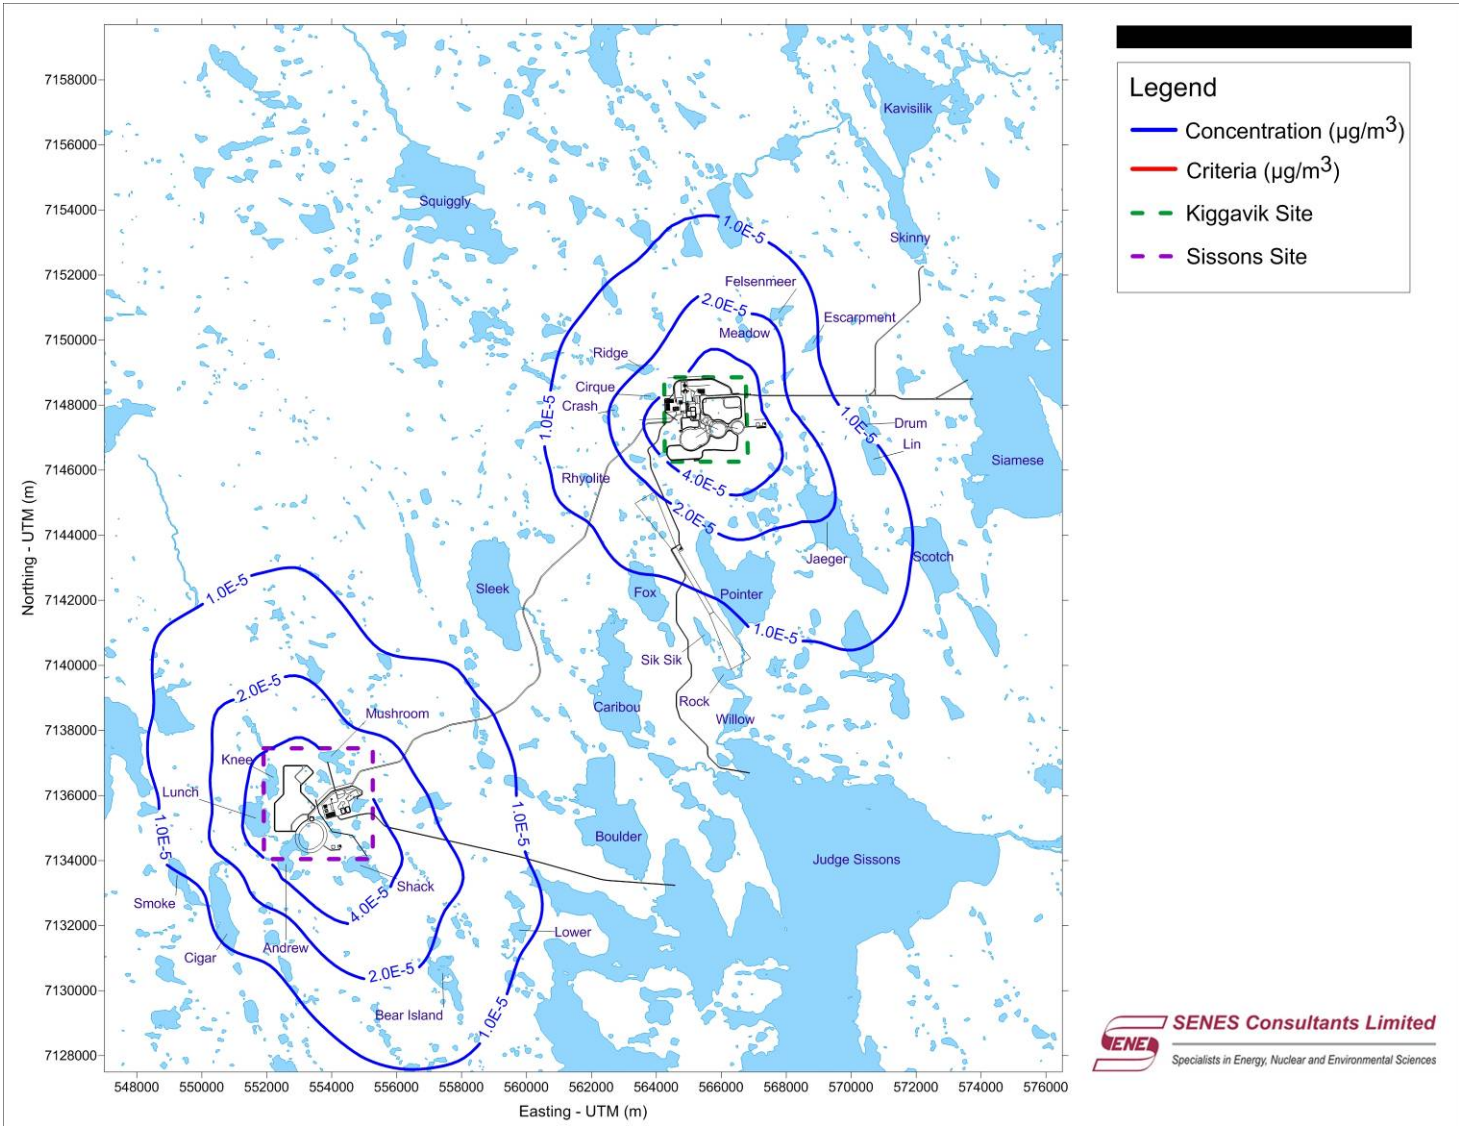 7158000
7156000
7154000
7152000
7150000
7148000
7146000
7144000
7142000
7140000
7138000
7136000
7134000
7132000
7130000
7128000
Northing - UTM (m)
548000
550000
552000
554000
556000
558000
560000
562000
564000
566000
568000
570000
572000
574000
576000
Easting - UTM (m)
Kavisilik
Squiggly
Skinny
1.0E-5
Felsenmeer
2.0E-5
Escarpment
Meadow
Ridge
Cirque
Crash
1.0E-5
1.0E-5
Drum
Lin
Siamese
Rhyolite
4.0E-5
2.0E-5
Jaeger
Scotch
Sleek
Fox
Pointer
1.0E-5
1.0E-5
Sik Sik
2.0E-5
Rock
Caribou
Willow
Mushroom
Knee
Lunch
1.0E-5
1.0E-5
Boulder
Judge Sissons
Shack
Smoke
4.0E-5
Lower
Andrew
Cigar
2.0E-5
Bear Island
1.0E-5
Legend
Concentration (µg/m³)
Criteria (µg/m³)
Kiggavik Site
Sissons Site
SENES
SENES Consultants Limited
Specialists in Energy, Nuclear and Environmental Sciences